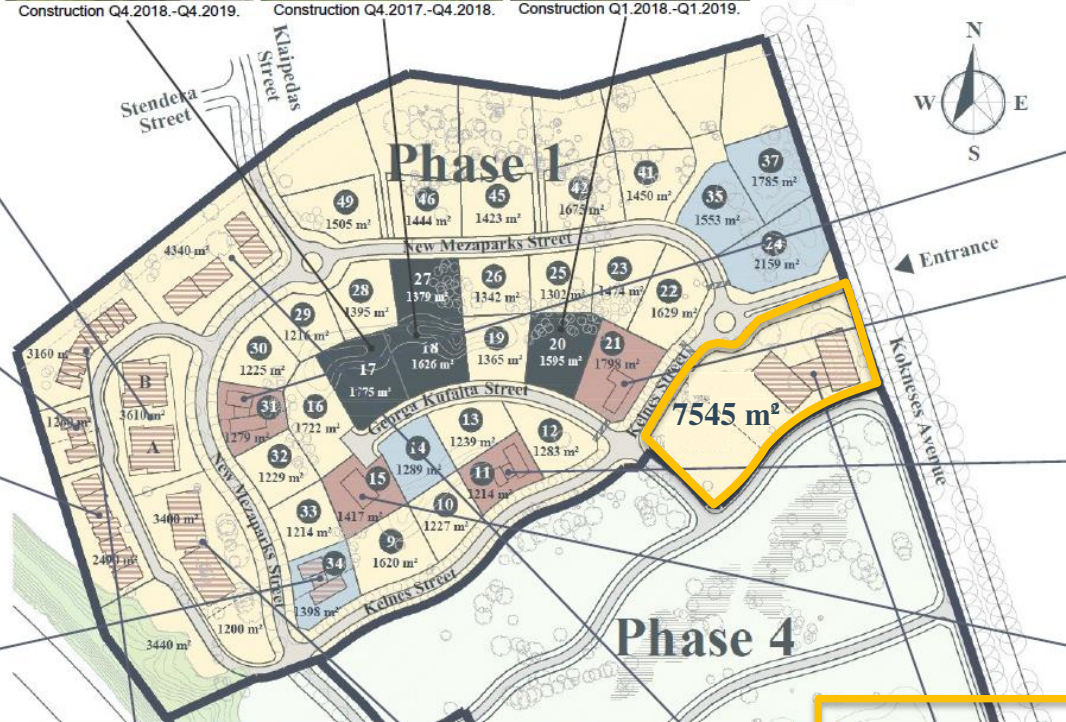 Construction Q4.2018.-Q4.2019.
Construction Q4.2017.-Q4.2018.
Construction Q1.2018.-Q1.2019.
N
W E
S
Klaipedas
Street
Stendera
Street
Phase 1
Entrance
Kokneses Avenue
New Mezaparks Street
49
1505 m²
46
1444 m²
45
1423 m²
42
1675 m²
41
1450 m²
35
1553 m²
37
1785 m²
24
2159 m²
4340 m²
28
1395 m²
27
1379 m²
26
1342 m²
25
1302 m²
23
1474 m²
22
1629 m²
29
1216 m²
30
1225 m²
18
1626 m²
19
1365 m²
20
1595 m²
21
1798 m²
17
1775 m²
3160 m²
B
3610 m²
A
31
1279 m²
16
1722 m²
Gebrea Kufalta Street
Kelnes Street
7545 m²
13
1239 m²
12
1283 m²
14
1289 m²
11
1214 m²
32
1229 m²
15
1417 m²
10
1227 m²
33
1214 m²
9
1620 m²
34
1398 m²
New Mezaparks Street
Kelnes Street
3400 m²
1200 m²
3440 m²
Phase 4